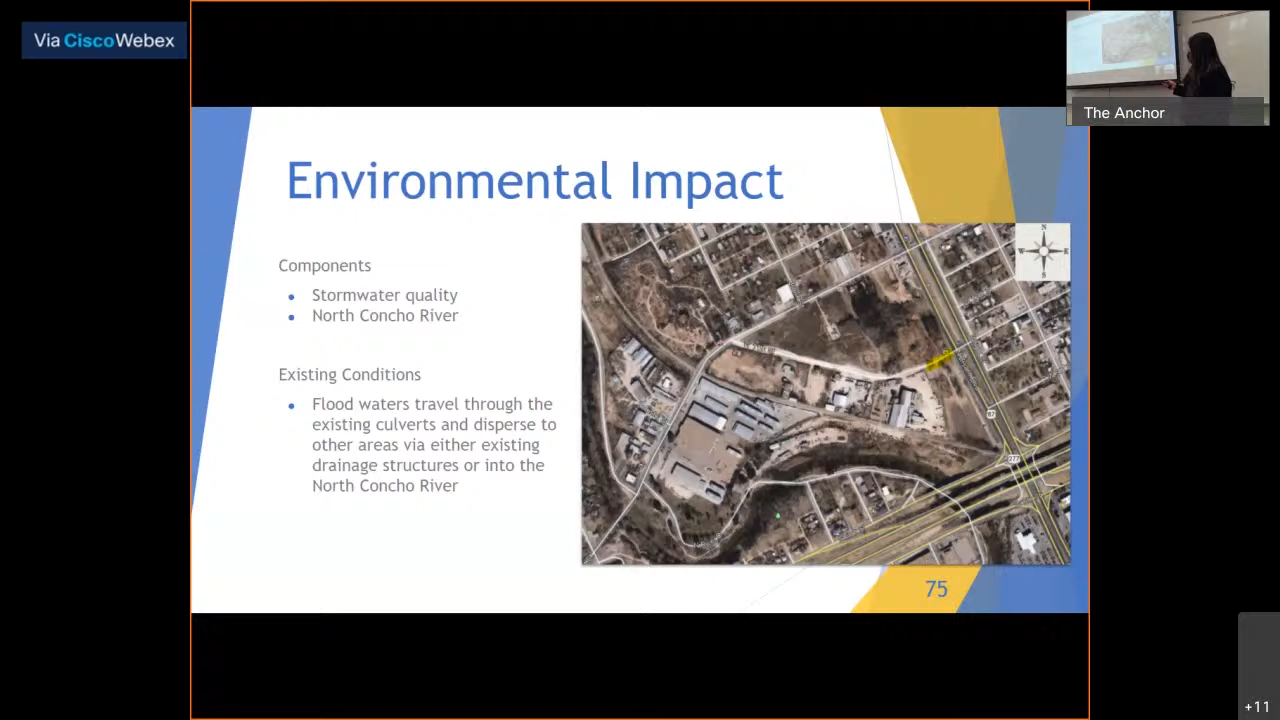 Via CiscoWebex
The Anchor
Environmental Impact
Components
• Stormwater quality
• North Concho River
Existing Conditions
• Flood waters travel through the
existing culverts and disperse to
other areas via either existing
drainage structures or into the
North Concho River
N
W E
S
87
277
75
+11